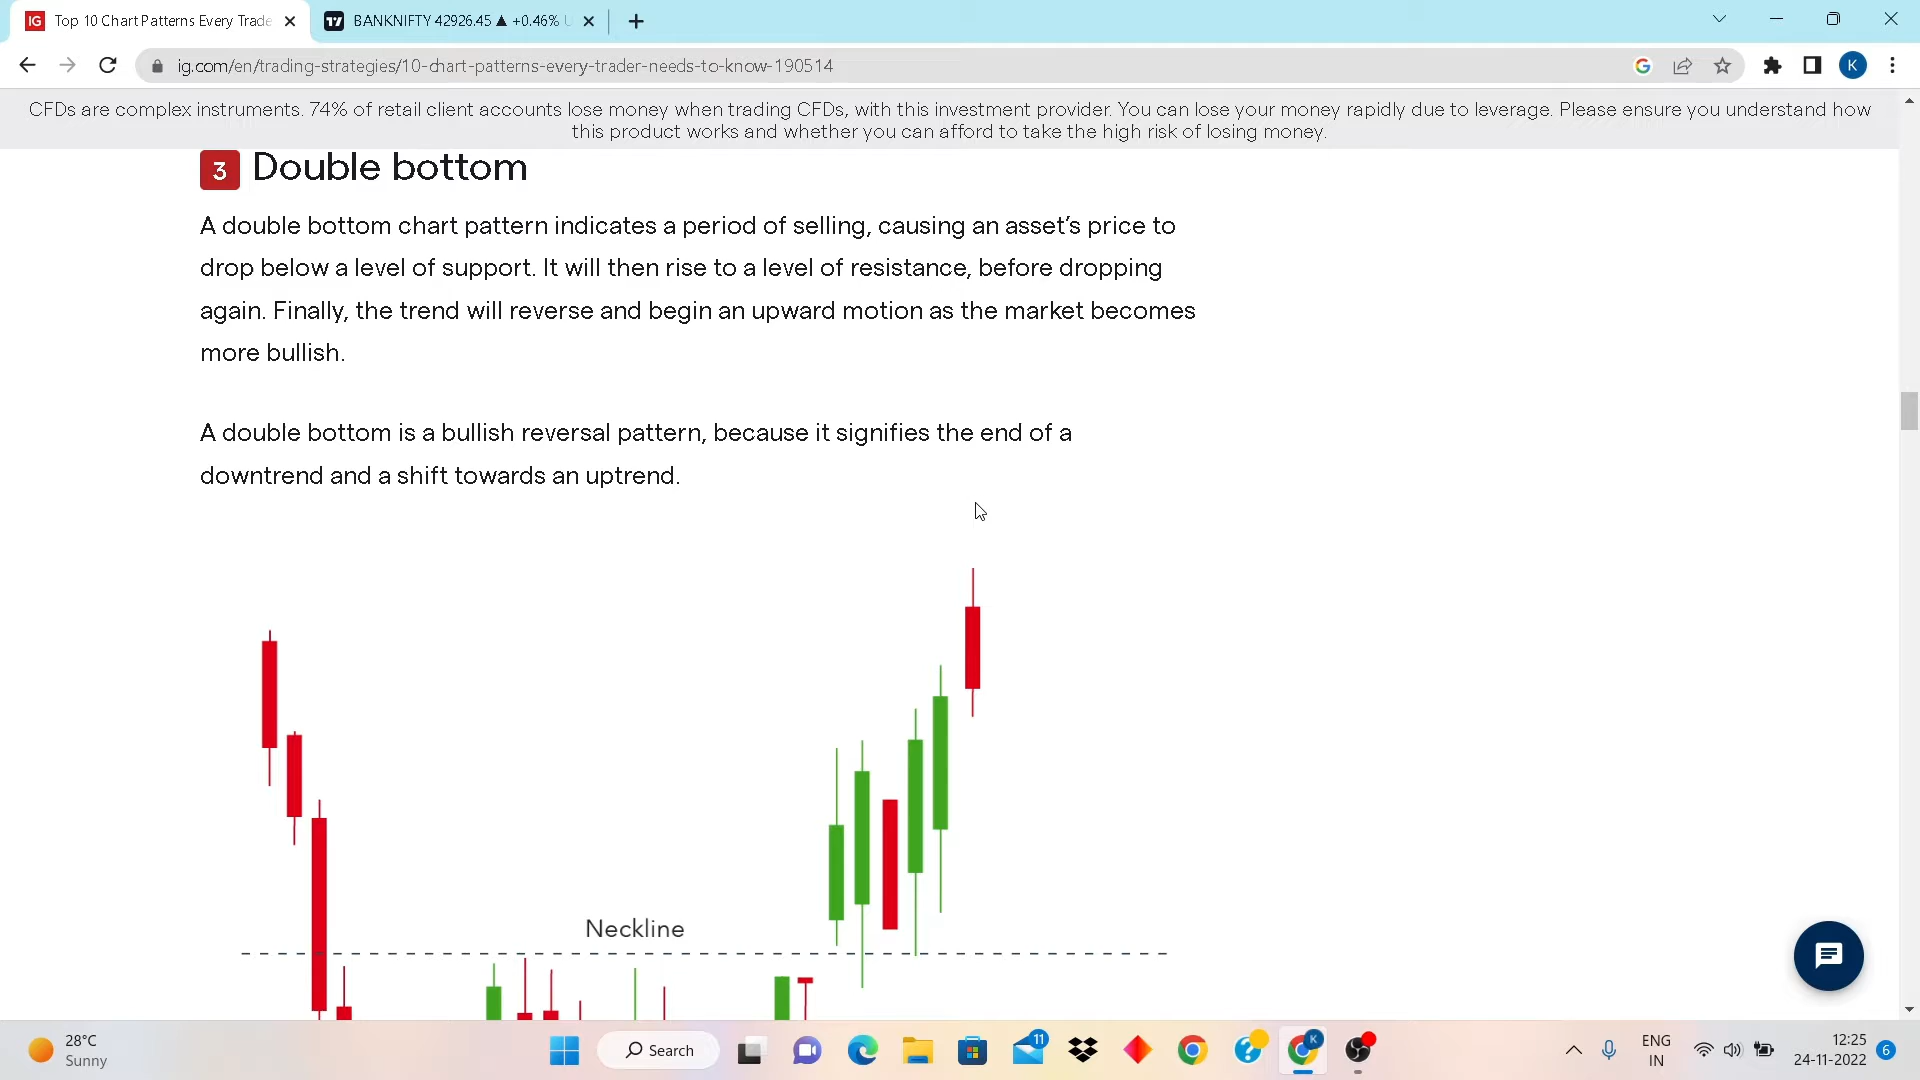 IG Top 10 Chart Patterns Every Trade
BANKNIFTY 42926.45 ▲ +0.46% U
ig.com/en/trading-strategies/10-chart-patterns-every-trader-needs-to-know-190514
K
CFDs are complex instruments. 74% of retail client accounts lose money when trading CFDs, with this investment provider. You can lose your money rapidly due to leverage. Please ensure you understand how
this product works and whether you can afford to take the high risk of losing money.
3 Double bottom
A double bottom chart pattern indicates a period of selling, causing an asset’s price to
drop below a level of support. It will then rise to a level of resistance, before dropping
again. Finally, the trend will reverse and begin an upward motion as the market becomes
more bullish.
A double bottom is a bullish reversal pattern, because it signifies the end of a
downtrend and a shift towards an uptrend.
Neckline
28°C
Sunny
Search
11
K
ENG
IN
12:25
24-11-2022
6